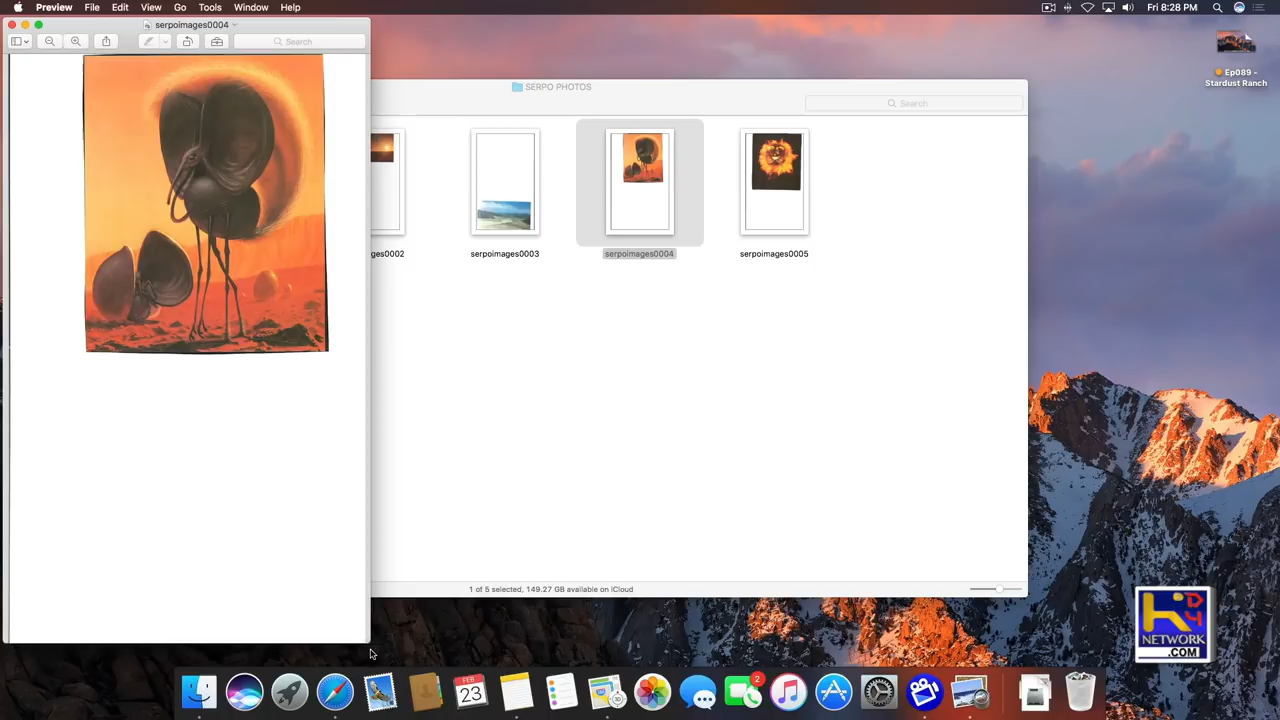 Preview File Edit View Go Tools Window Help
Fri 8:28 PM
serpoimages0004
Search
SERPO PHOTOS
Search
Ep089 -
Stardust Ranch
ges0002
serpoimages0003
serpoimages0004
serpoimages0005
1 of 5 selected, 149.27 GB available on iCloud
HD
NETWORK
.COM
FEB
23
2